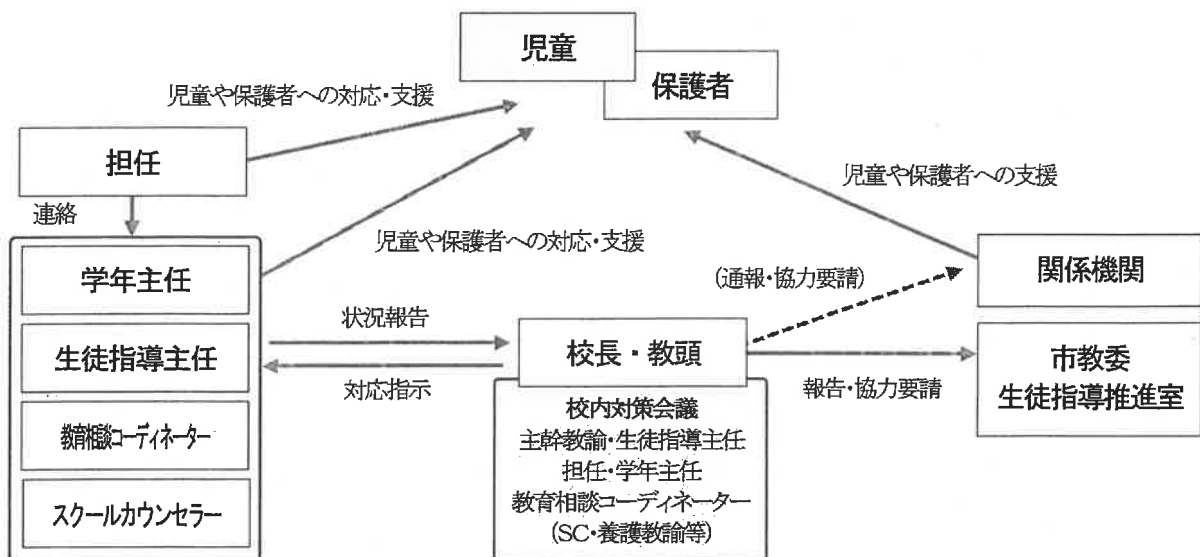 児童
保護者
児童や保護者への対応・支援
担任
連絡
児童や保護者への支援
児童や保護者への対応・支援
学年主任
生徒指導主任
教育相談コーディネーター
スクールカウンセラー
状況報告
対応指示
(通報・協力要請)
関係機関
校長・教頭
報告・協力要請
市教委
生徒指導推進室
校内対策会議
主幹教諭・生徒指導主任
担任・学年主任
教育相談コーディネーター
(SC・養護教諭等)